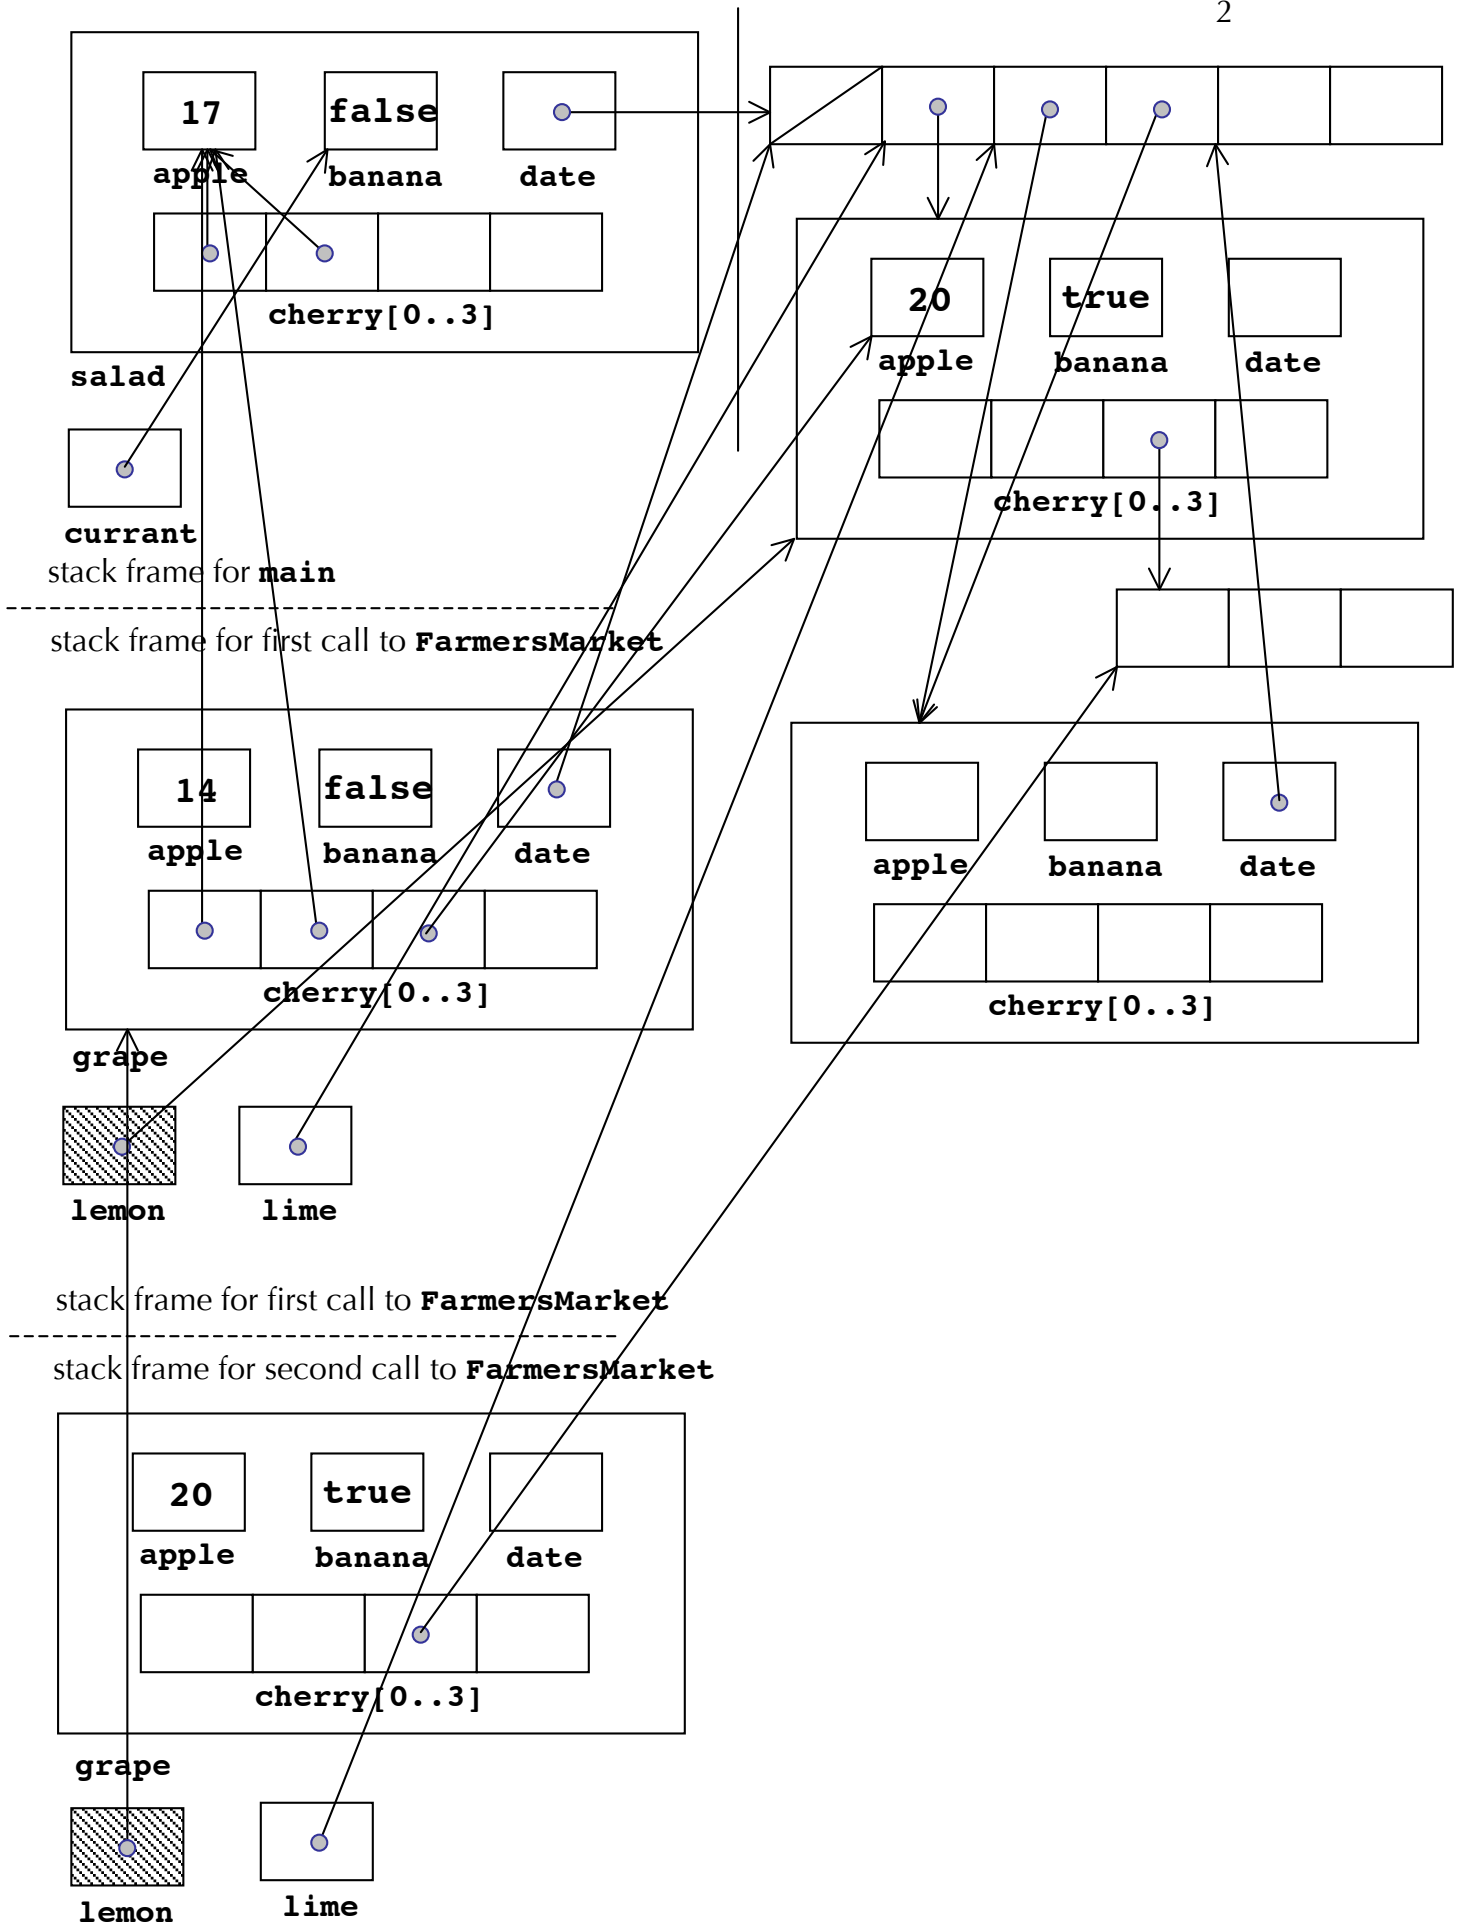 2
17 false
apple banana date
cherry[0..3]
salad
currant
stack frame for main
stack frame for first call to FarmersMarket
14 false
apple banana date
cherry[0..3]
grape
lemon lime
stack frame for first call to FarmersMarket
stack frame for second call to FarmersMarket
20 true
apple banana date
cherry[0..3]
grape
lemon lime
20 true
apple banana date
cherry[0..3]
apple banana date
cherry[0..3]